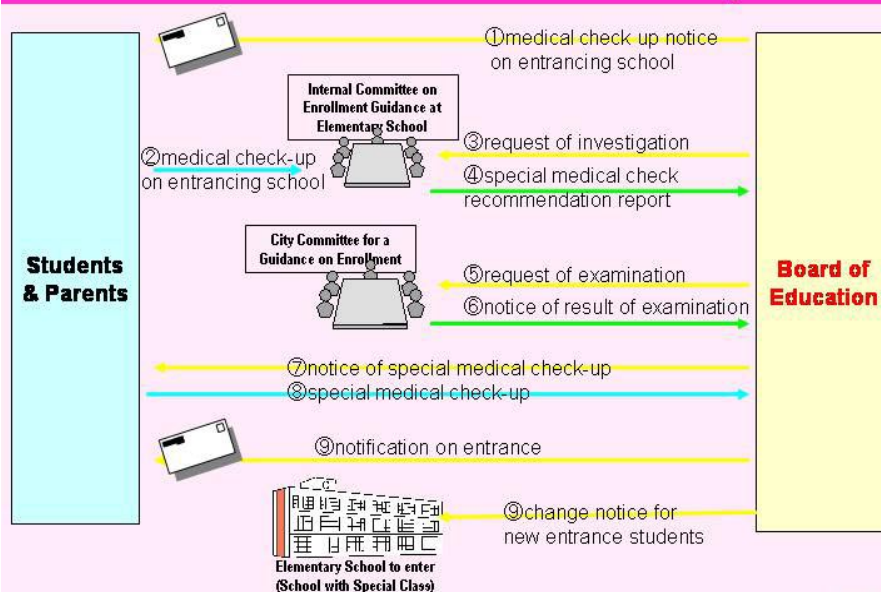 ①medical check up notice
on entrancing school
Internal Committee on
Enrollment Guidance at
Elementary School
②medical check-up
on entrancing school
③request of investigation
④special medical check
recommendation report
City Committee for a
Guidance on Enrollment
Students
& Parents
⑤request of examination
⑥notice of result of examination
Board of
Education
⑦notice of special medical check-up
⑧special medical check-up
⑨notification on entrance
⑨change notice for
new entrance students
Elementary School to enter
(School with Special Class)